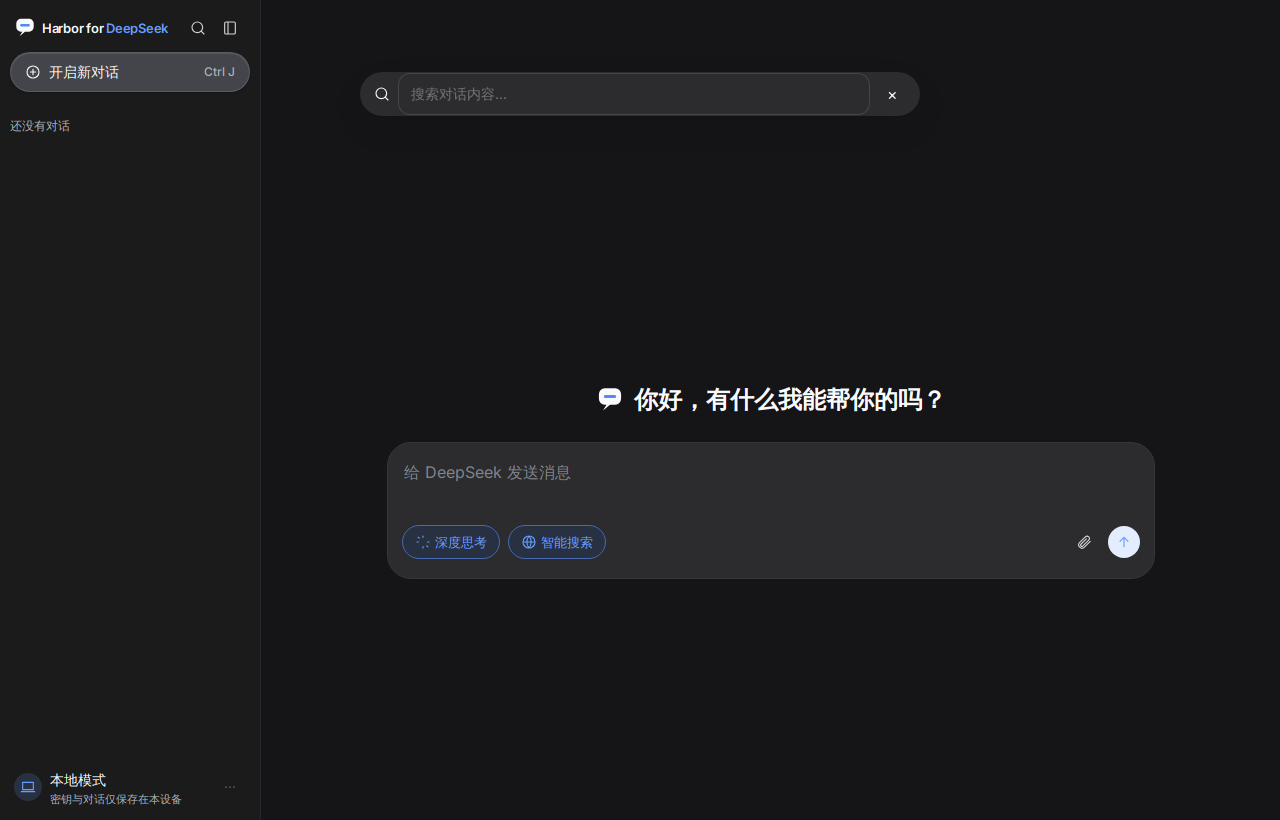 Harbor for DeepSeek
开启新对话 Ctrl J
还没有对话
搜索对话内容...
你好，有什么我能帮你的吗？
给 DeepSeek 发送消息
深度思考 智能搜索
本地模式
密钥与对话仅保存在本设备